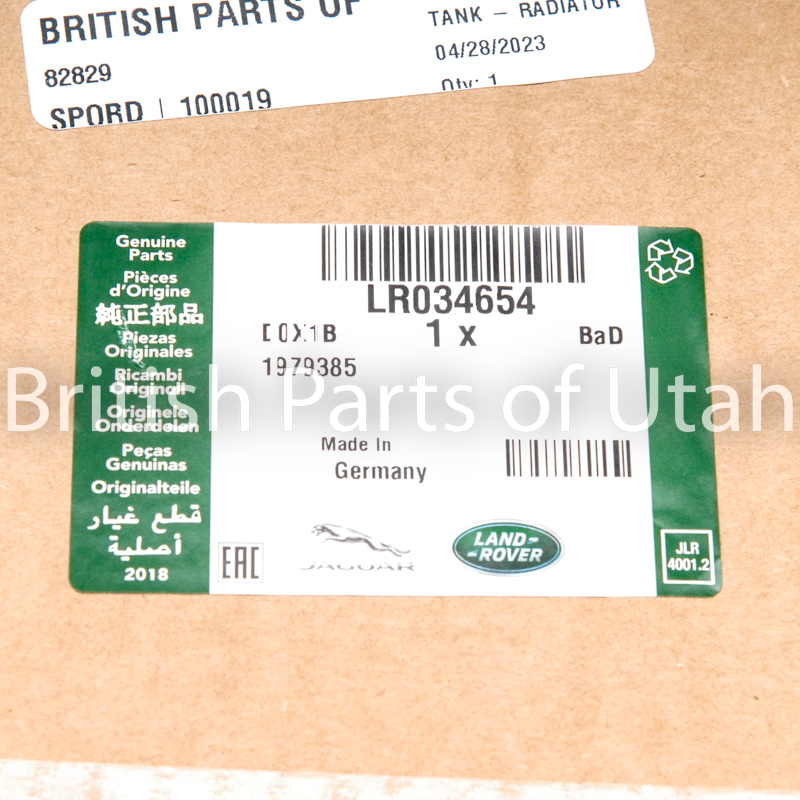 BRITISH PARTS OF
82829
SPORD | 100019
TANK – RADIATOR
04/28/2023
Qty: 1
Genuine
Parts
Pièces
d'Origine
純正部品
Piezas
Originales
Ricambi
Originali
Originele
Onderdelen
Peças
Genuinas
Originalteile
قطع غيار
أصلية
2018
LR034654
1 x
BaD
1979385
Made In
Germany
EAC
JAGUAR
LAND-
-ROVER
JLR
4001.2
British Parts of Utah